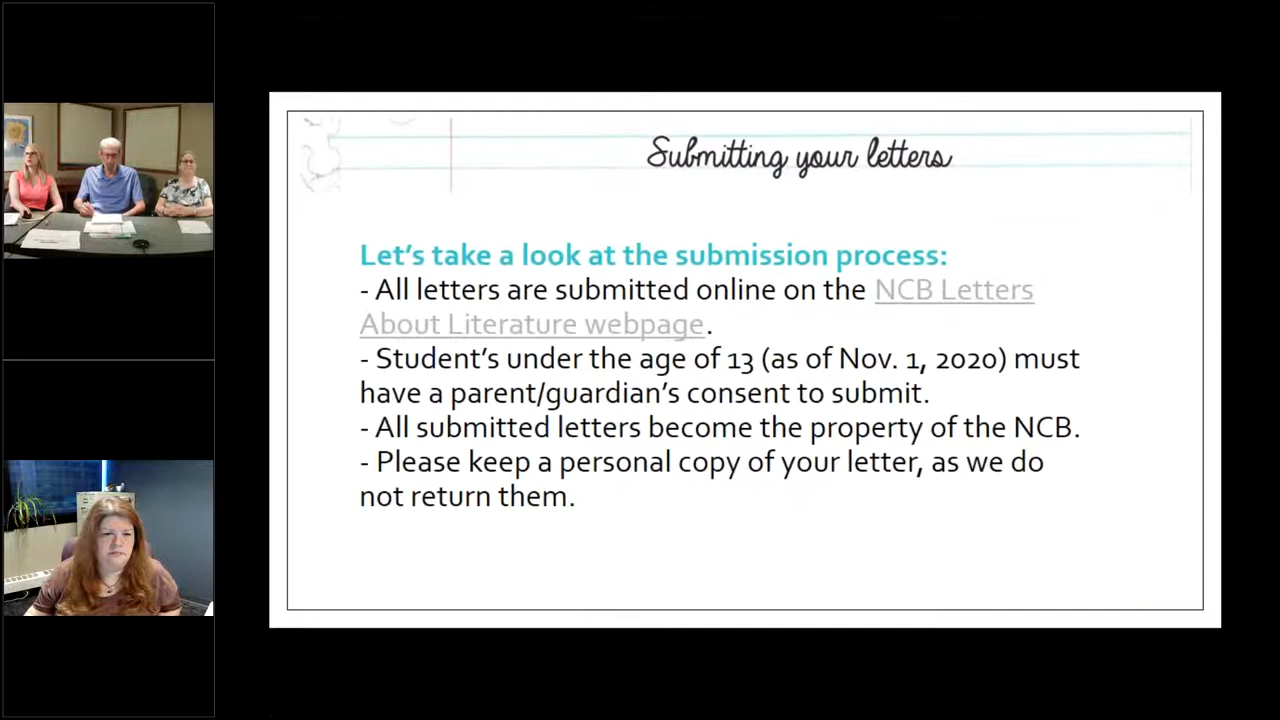 Submitting your letters
Let's take a look at the submission process:
- All letters are submitted online on the NCB Letters
About Literature webpage.
- Student's under the age of 13 (as of Nov. 1, 2020) must
have a parent/guardian's consent to submit.
- All submitted letters become the property of the NCB.
- Please keep a personal copy of your letter, as we do
not return them.